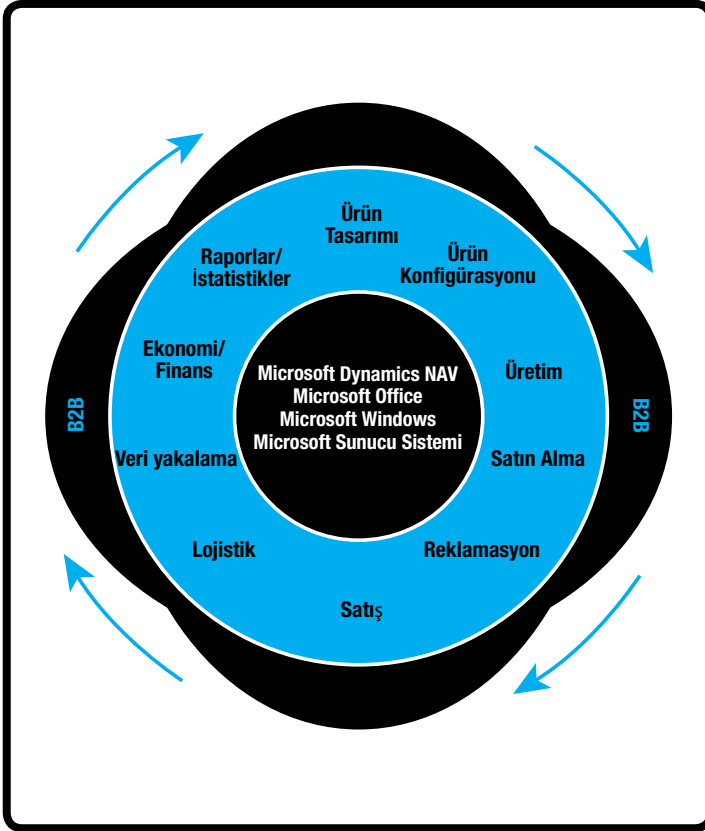 Ürün
Tasarımı
Ürün
Konfigürasyonu
Raporlar/
İstatistikler
Ekonomi/
Finans
Microsoft Dynamics NAV
Microsoft Office
Microsoft Windows
Microsoft Sunucu Sistemi
Üretim
B2B
B2B
Veri yakalama
Satın Alma
Lojistik
Reklamasyon
Satış